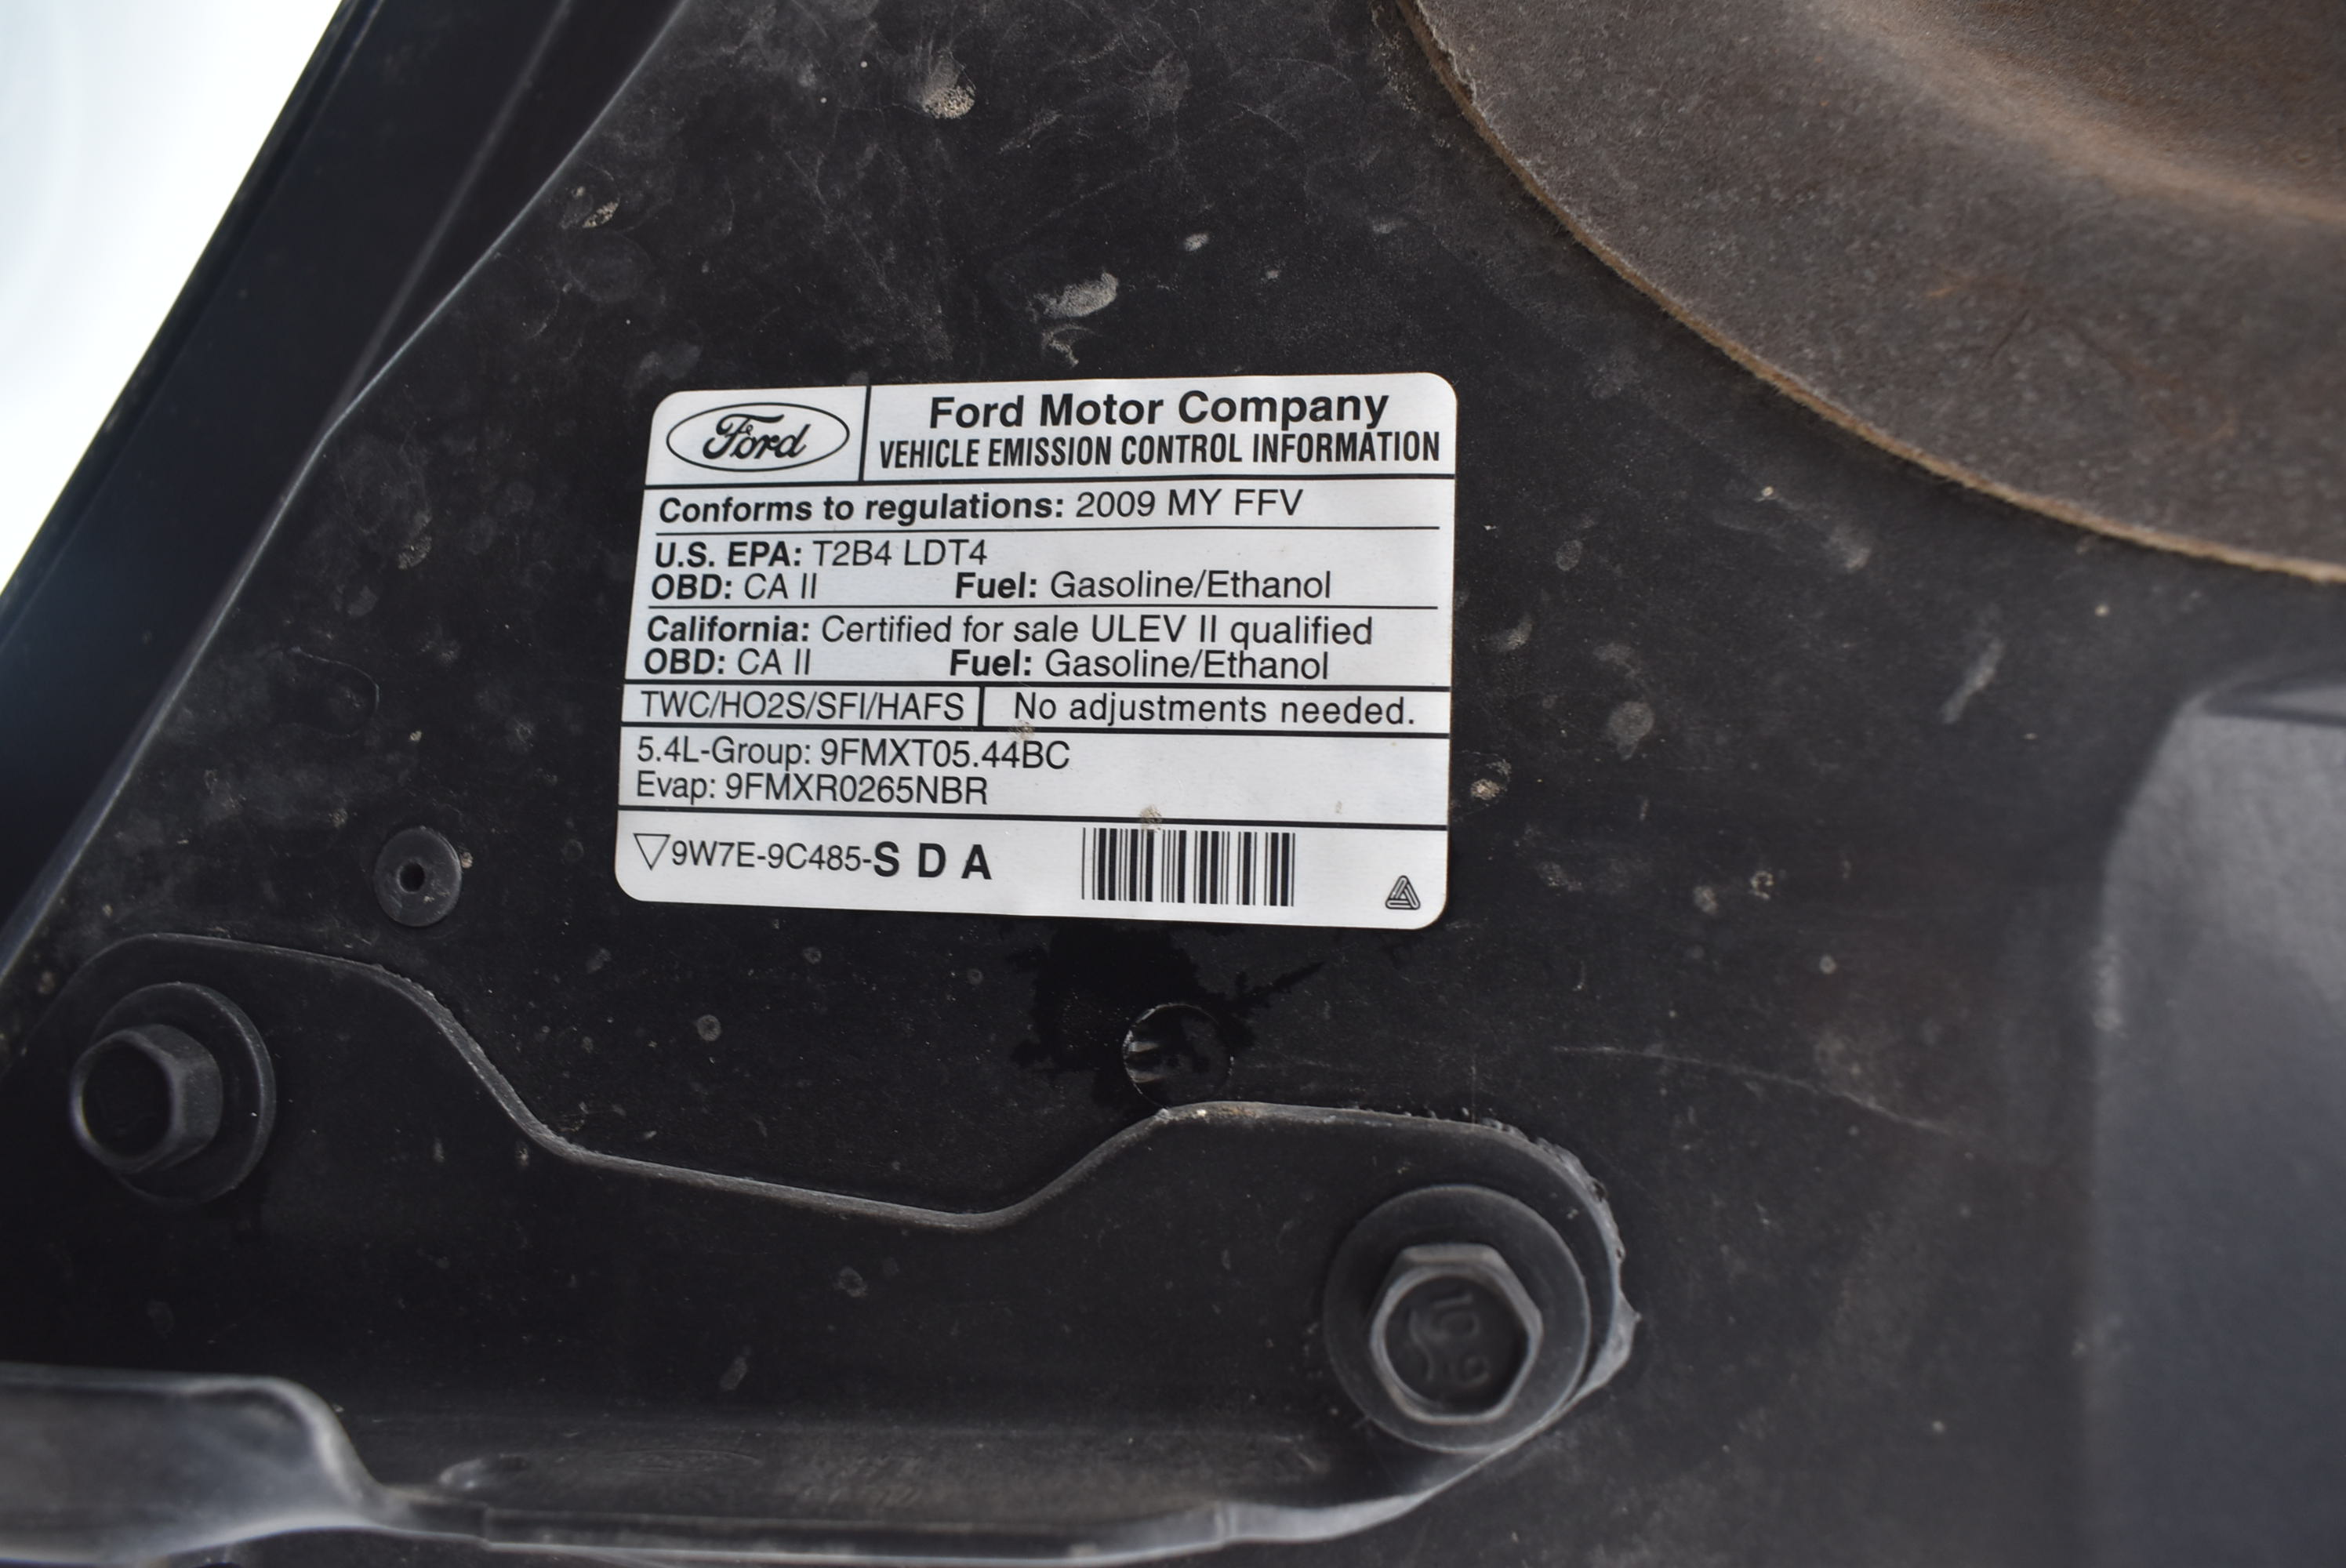 Ford
Ford Motor Company
VEHICLE EMISSION CONTROL INFORMATION
Conforms to regulations: 2009 MY FFV
U.S. EPA: T2B4 LDT4
OBD: CA II Fuel: Gasoline/Ethanol
California: Certified for sale ULEV II qualified
OBD: CA II Fuel: Gasoline/Ethanol
TWC/HO2S/SFI/HAFS No adjustments needed.
5.4L-Group: 9FMXT05.44BC
Evap: 9FMXR0265NBR
▽9W7E-9C485-S D A